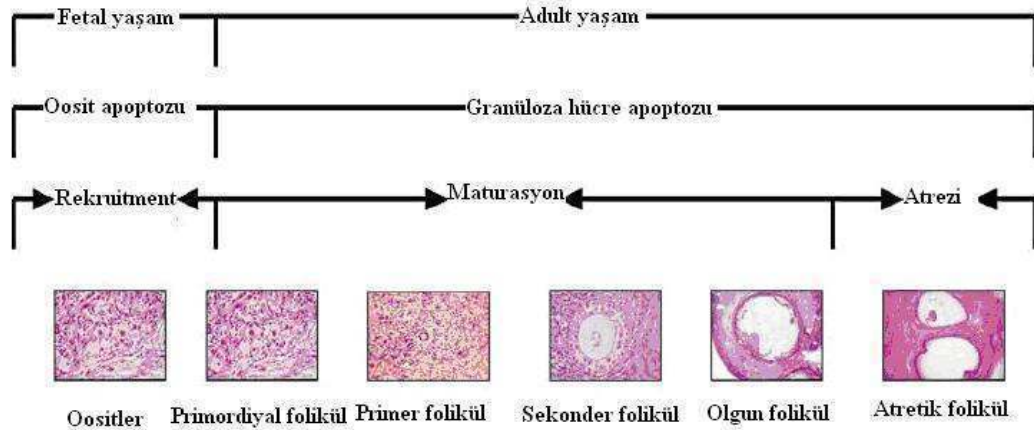 Fetal yaşam Adult yaşam
Oosit apoptozu Granüloza hücre apoptozu
Rekruitment Maturasyon Atrezi
Oositler Primordiyal folikül Primer folikül Sekonder folikül Olgun folikül Atretik folikül